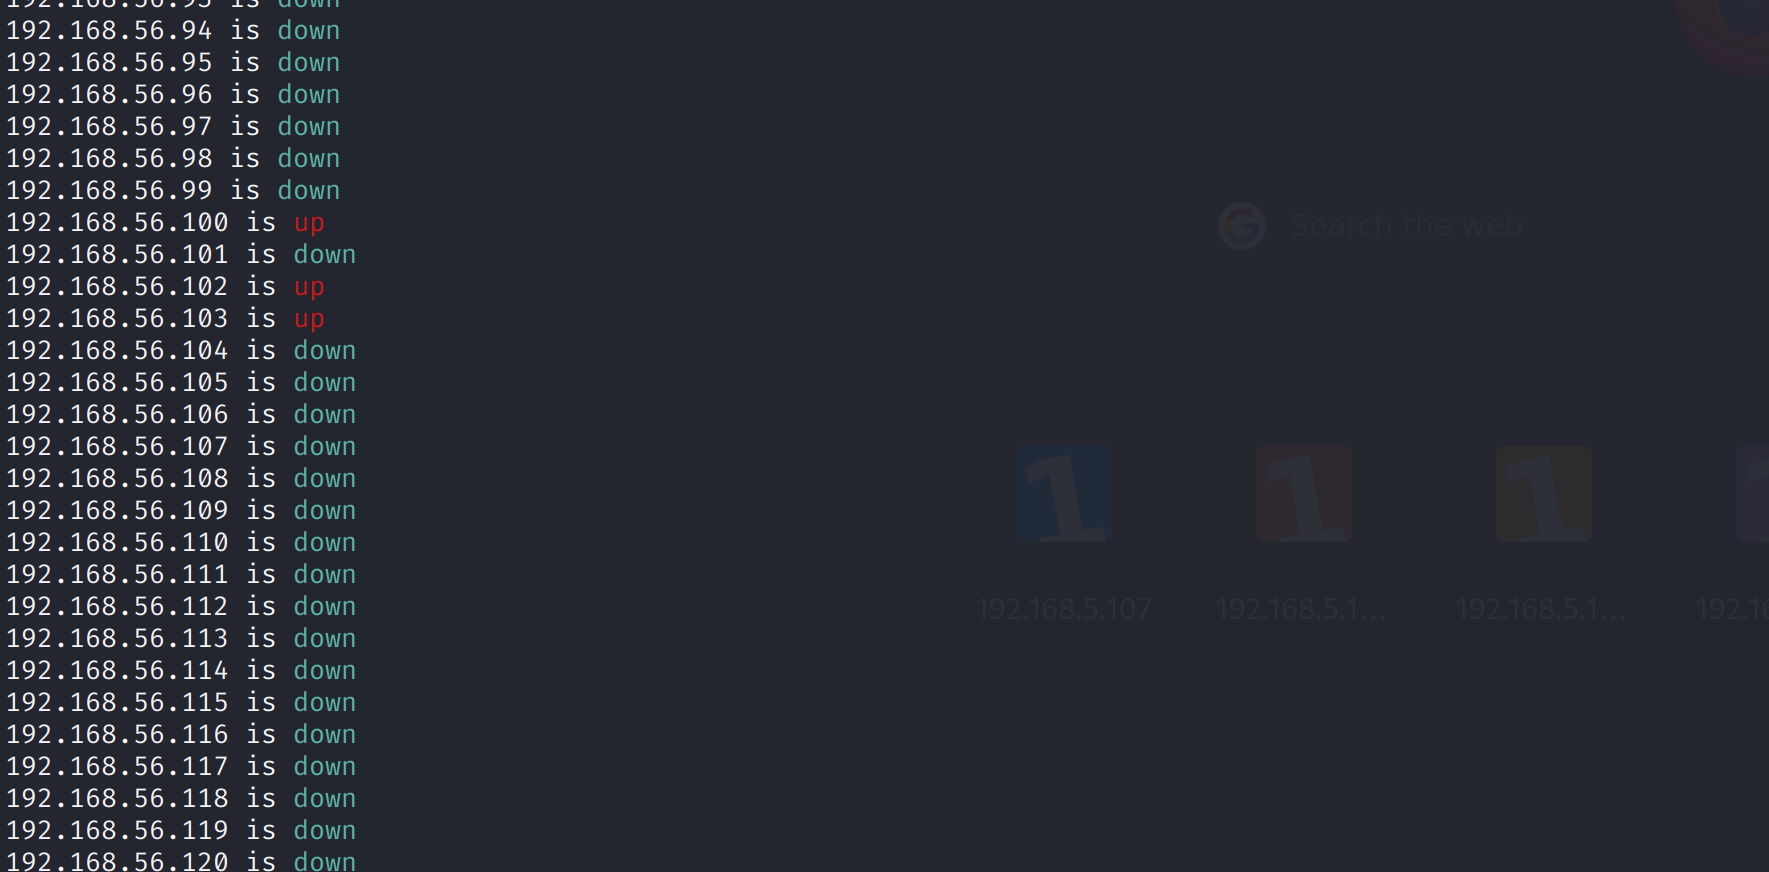 192.168.56.93 is down
192.168.56.94 is down
192.168.56.95 is down
192.168.56.96 is down
192.168.56.97 is down
192.168.56.98 is down
192.168.56.99 is down
192.168.56.100 is up
192.168.56.101 is down
192.168.56.102 is up
192.168.56.103 is up
192.168.56.104 is down
192.168.56.105 is down
192.168.56.106 is down
192.168.56.107 is down
192.168.56.108 is down
192.168.56.109 is down
192.168.56.110 is down
192.168.56.111 is down
192.168.56.112 is down
192.168.56.113 is down
192.168.56.114 is down
192.168.56.115 is down
192.168.56.116 is down
192.168.56.117 is down
192.168.56.118 is down
192.168.56.119 is down
192.168.56.120 is down
G Search the web
1 1 1
192.168.5.107 192.168.5.1... 192.168.5.1...